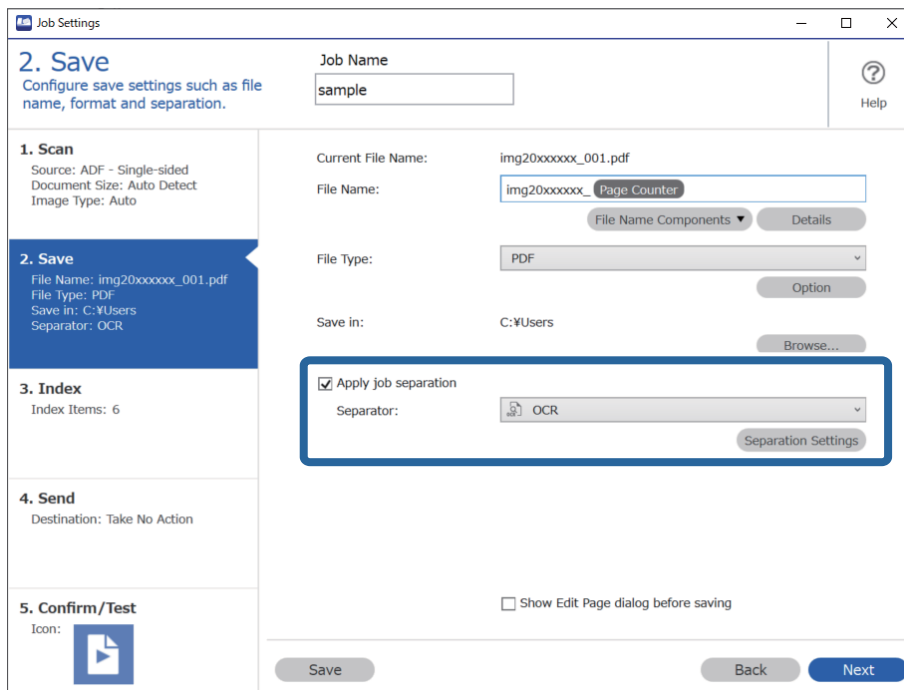 Job Settings
2. Save
Configure save settings such as file
name, format and separation.
Job Name
sample
Help
1. Scan
Source: ADF - Single-sided
Document Size: Auto Detect
Image Type: Auto
2. Save
File Name: img20xxxxxx_001.pdf
File Type: PDF
Save in: C:¥Users
Separator: OCR
3. Index
Index Items: 6
4. Send
Destination: Take No Action
5. Confirm/Test
Icon:
Current File Name: img20xxxxxx_001.pdf
File Name: img20xxxxxx_ Page Counter
File Name Components ▼ Details
File Type: PDF
Option
Save in: C:¥Users
Browse...
Apply job separation
Separator: OCR
Separation Settings
Show Edit Page dialog before saving
Save Back Next